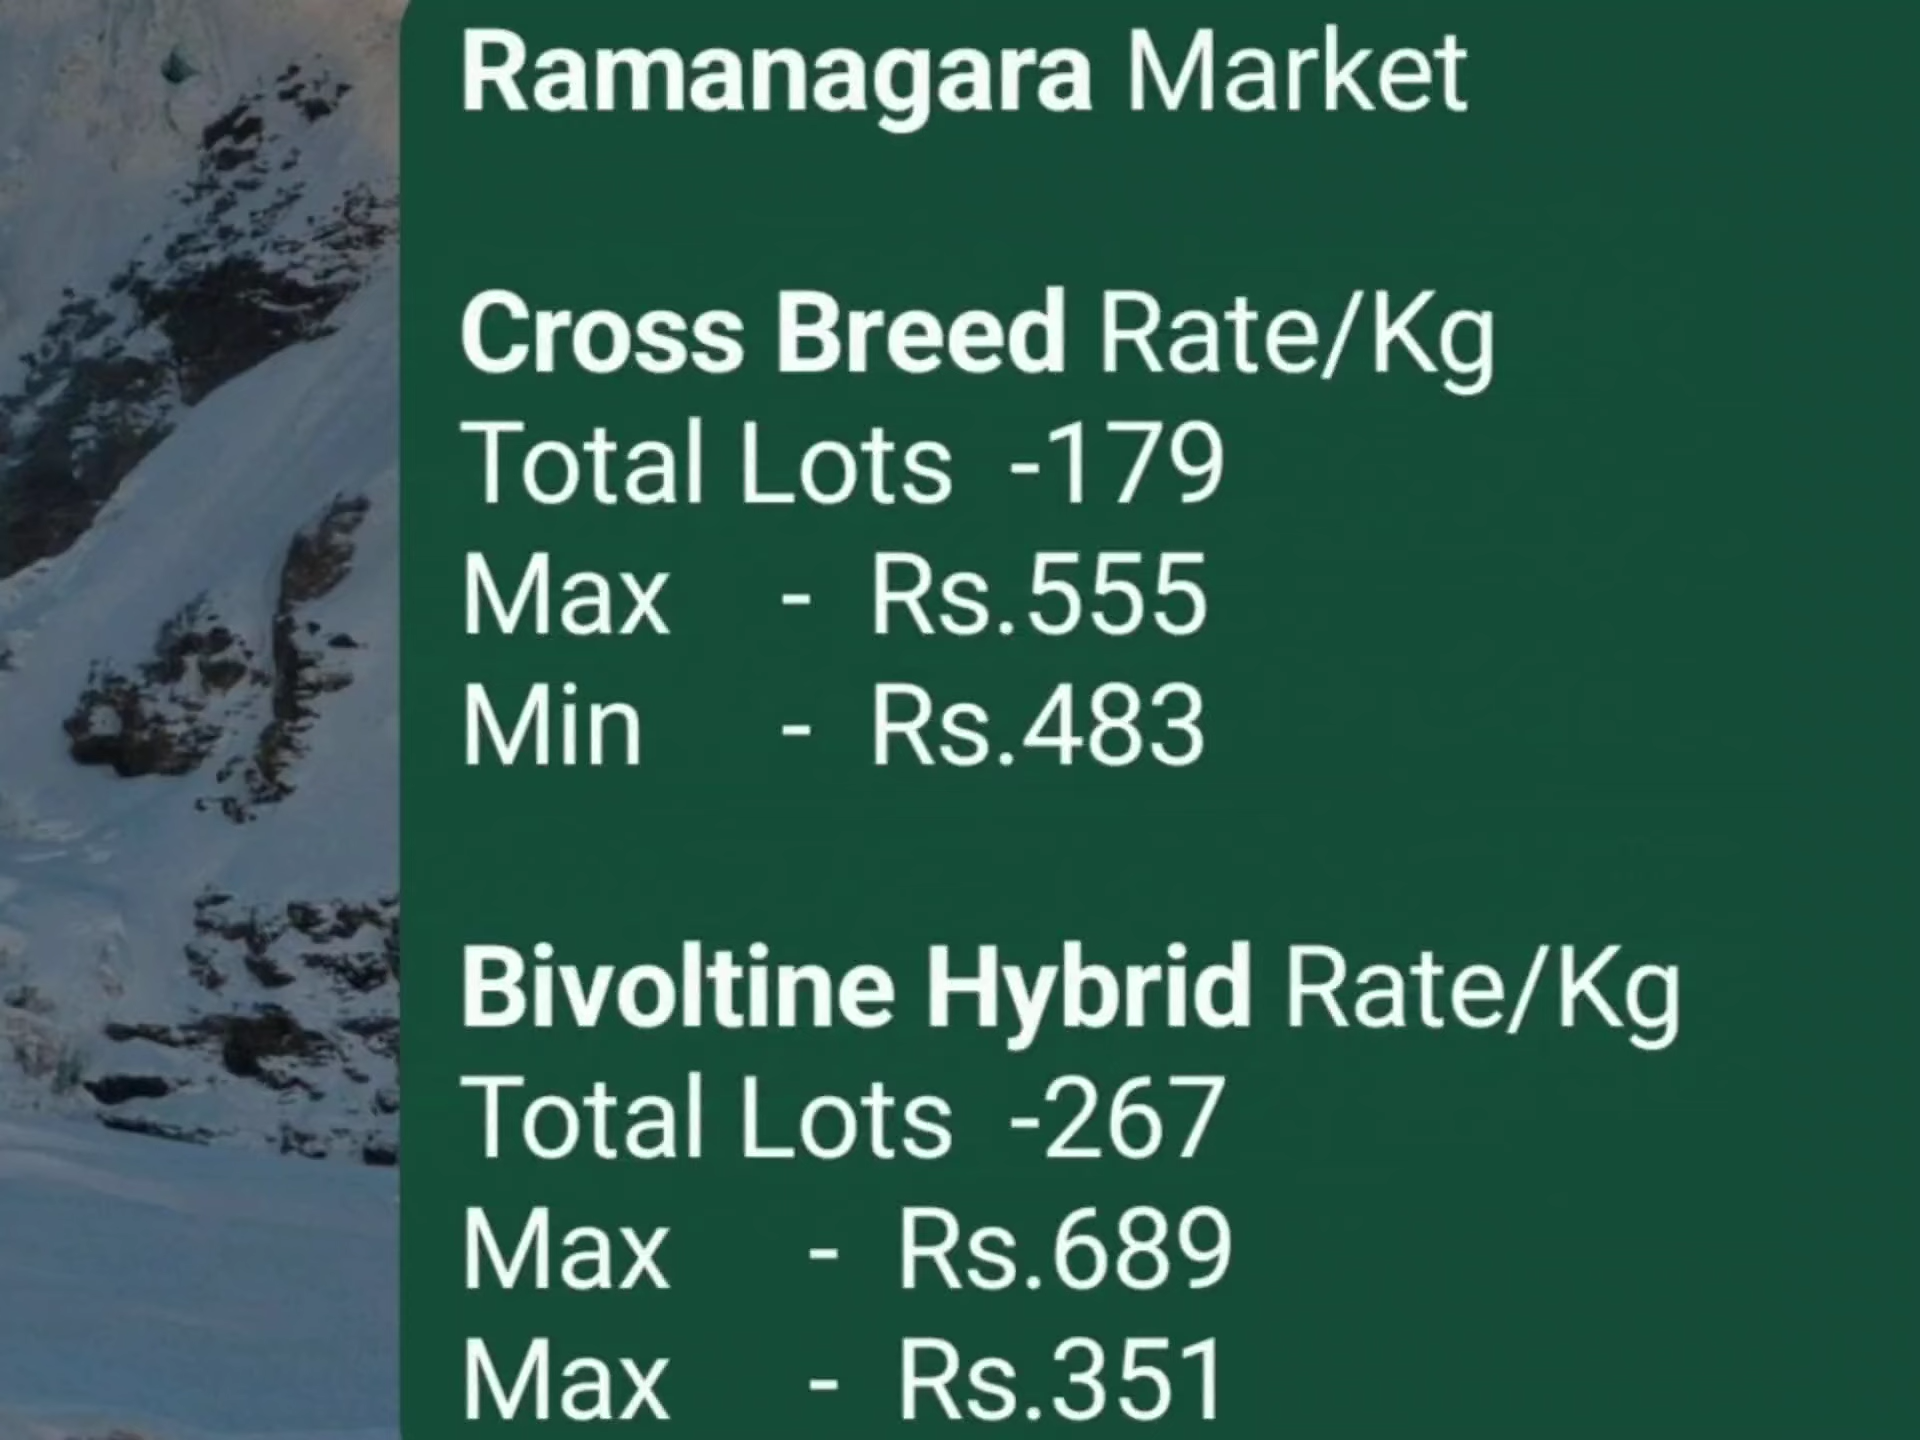 Ramanagara Market
Cross Breed Rate/Kg
Total Lots -179
Max - Rs.555
Min - Rs.483
Bivoltine Hybrid Rate/Kg
Total Lots -267
Max - Rs.689
Max - Rs.351